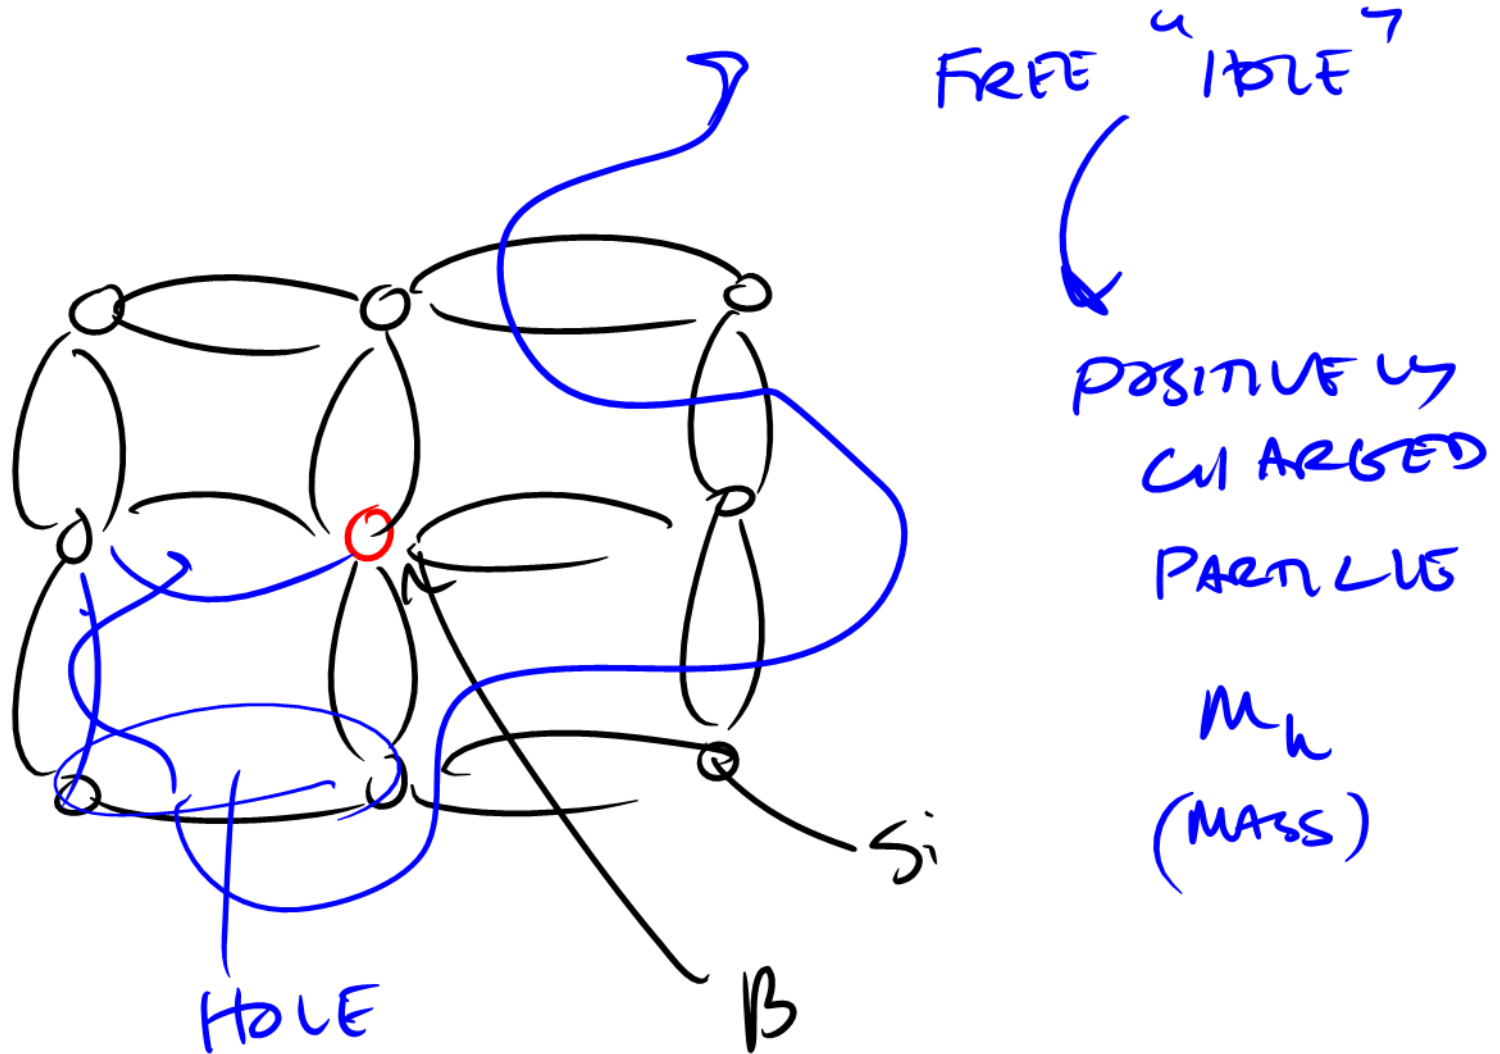 FREE "HOLE"
POSITIVELY
CHARGED
PARTICLE
Mh
(MASS)
Si
B
HOLE